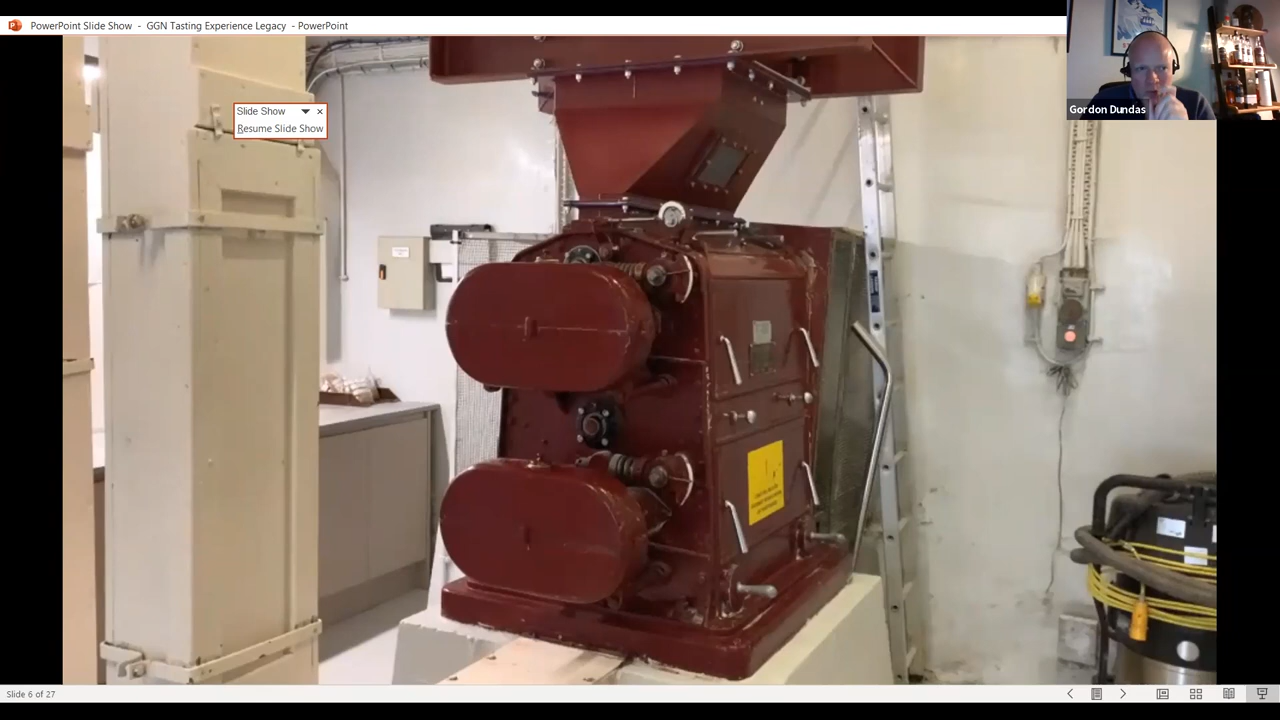 PowerPoint Slide Show - GGN Tasting Experience Legacy - PowerPoint
Slide Show
Resume Slide Show
Gordon Dundas
Slide 6 of 27